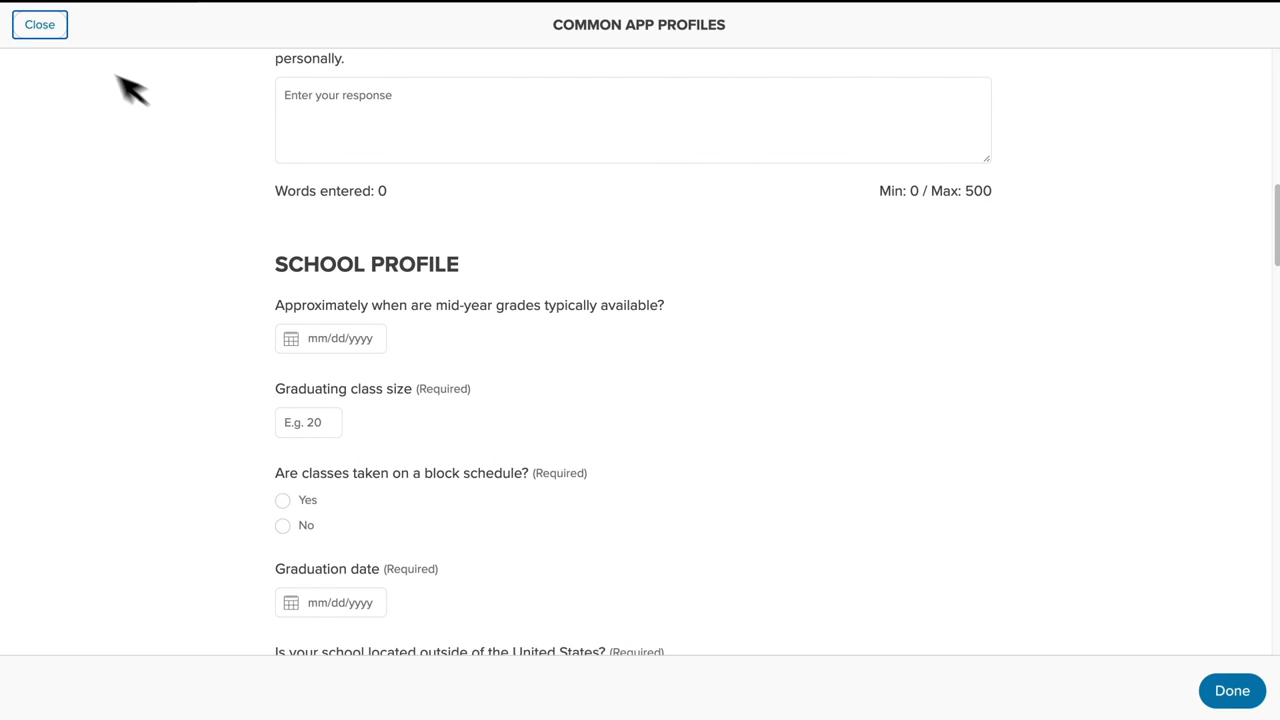 Close
COMMON APP PROFILES
personally.
Enter your response
Words entered: 0
Min: 0 / Max: 500
SCHOOL PROFILE
Approximately when are mid-year grades typically available?
mm/dd/yyyy
Graduating class size (Required)
E.g. 20
Are classes taken on a block schedule? (Required)
Yes
No
Graduation date (Required)
mm/dd/yyyy
Is your school located outside of the United States? (Required)
Done